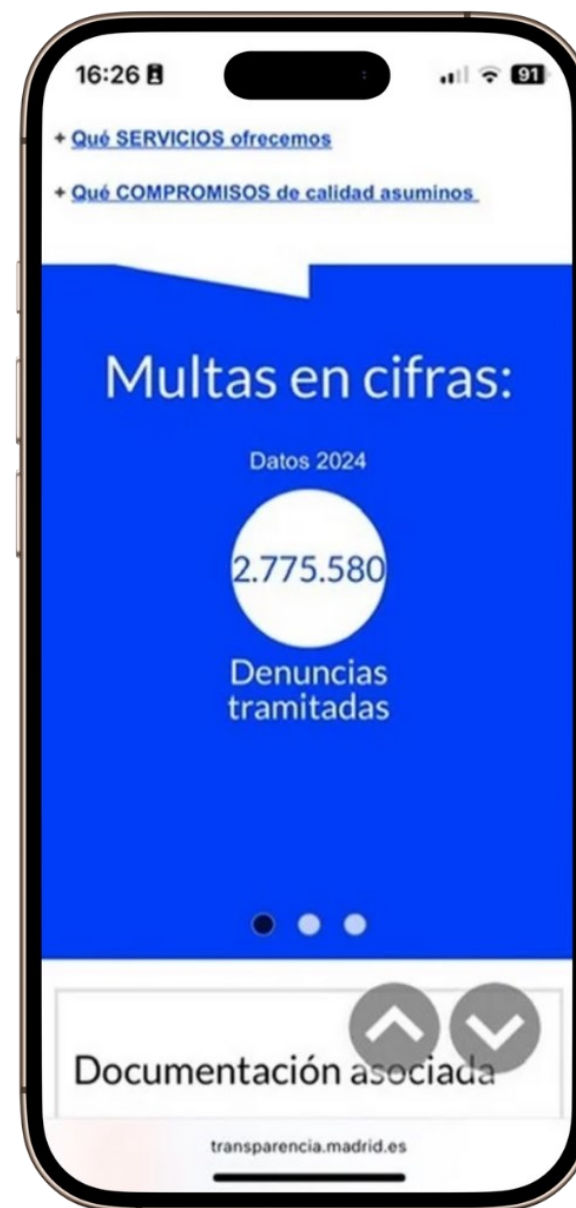 16:26
91
+ Qué SERVICIOS ofrecemos
+ Qué COMPROMISOS de calidad asuminos
Multas en cifras:
Datos 2024
2.775.580
Denuncias
tramitadas
Documentación asociada
transparencia.madrid.es